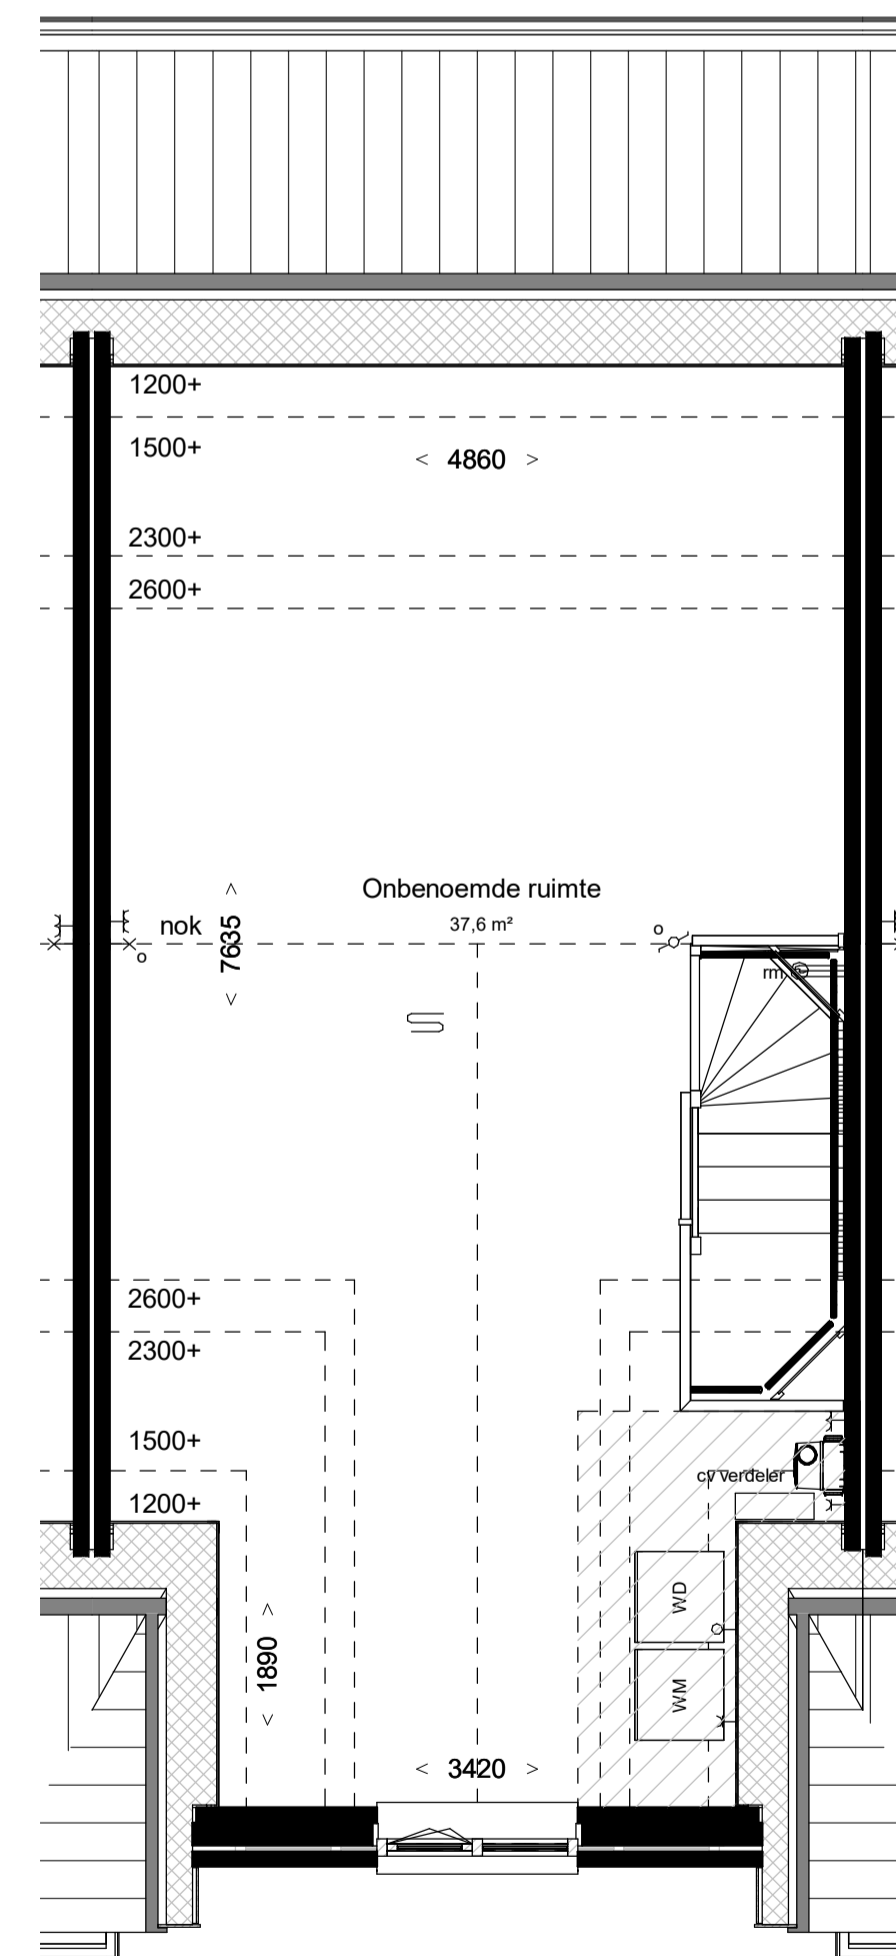 1200+
1500+
< 4860 >
2300+
2600+
Onbenoemde ruimte
37,6 m²
nok
< 7635 >
o
o
rm
2600+
2300+
1500+
cv verdeler
1200+
WD
< 1890 >
WM
< 3420 >